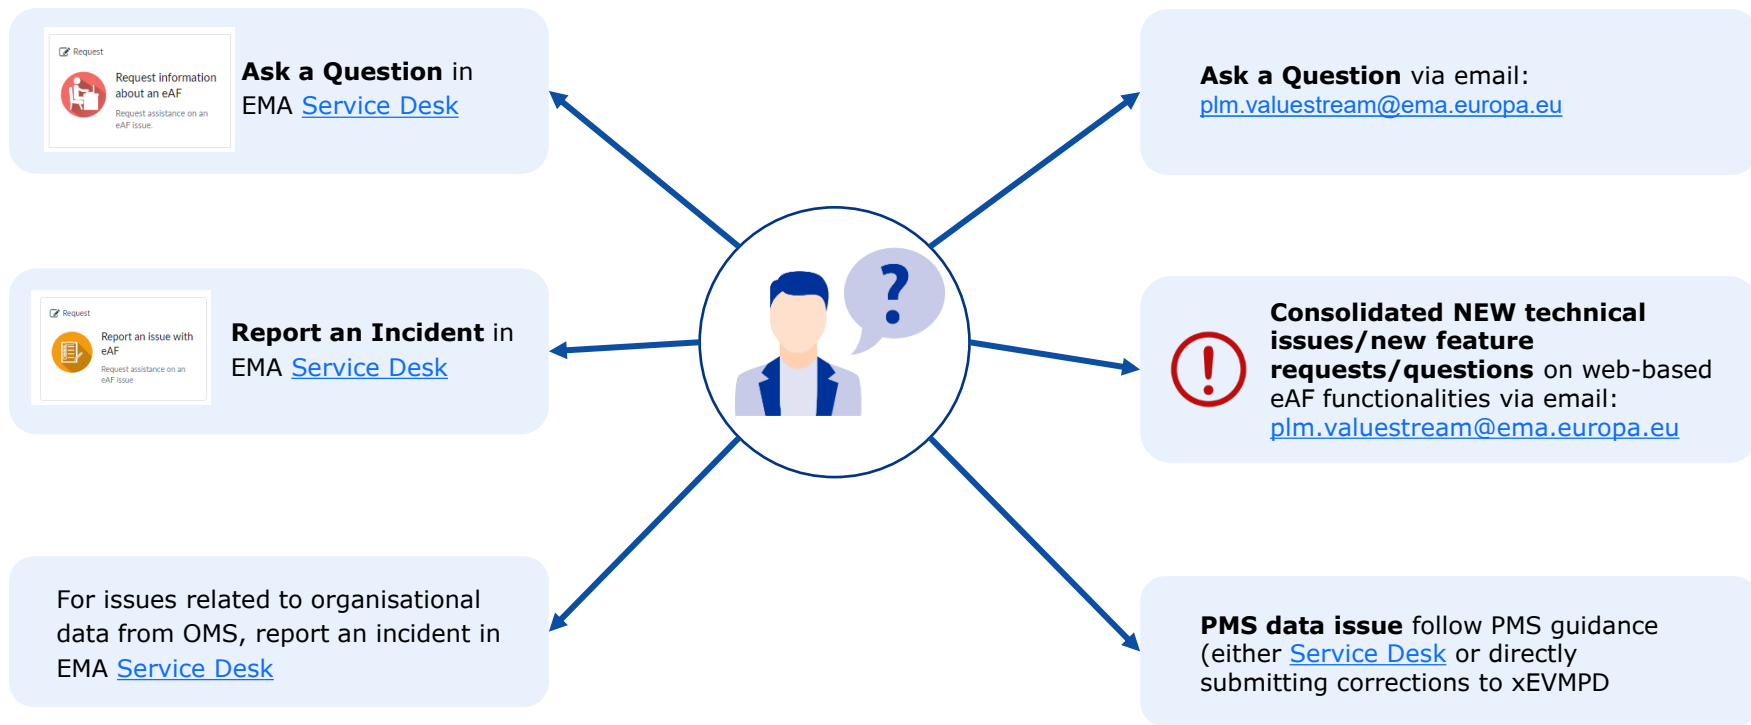 Request
Request information
about an eAF
Request assistance on an
eAF issue.
Ask a Question in
EMA Service Desk
Ask a Question via email:
plm.valuestream@ema.europa.eu
Request
Report an issue with
eAF
Request assistance on an
eAF issue
Report an Incident in
EMA Service Desk
?
!
Consolidated NEW technical
issues/new feature
requests/questions on web-based
eAF functionalities via email:
plm.valuestream@ema.europa.eu
For issues related to organisational
data from OMS, report an incident in
EMA Service Desk
PMS data issue follow PMS guidance
(either Service Desk or directly
submitting corrections to xEVMPD